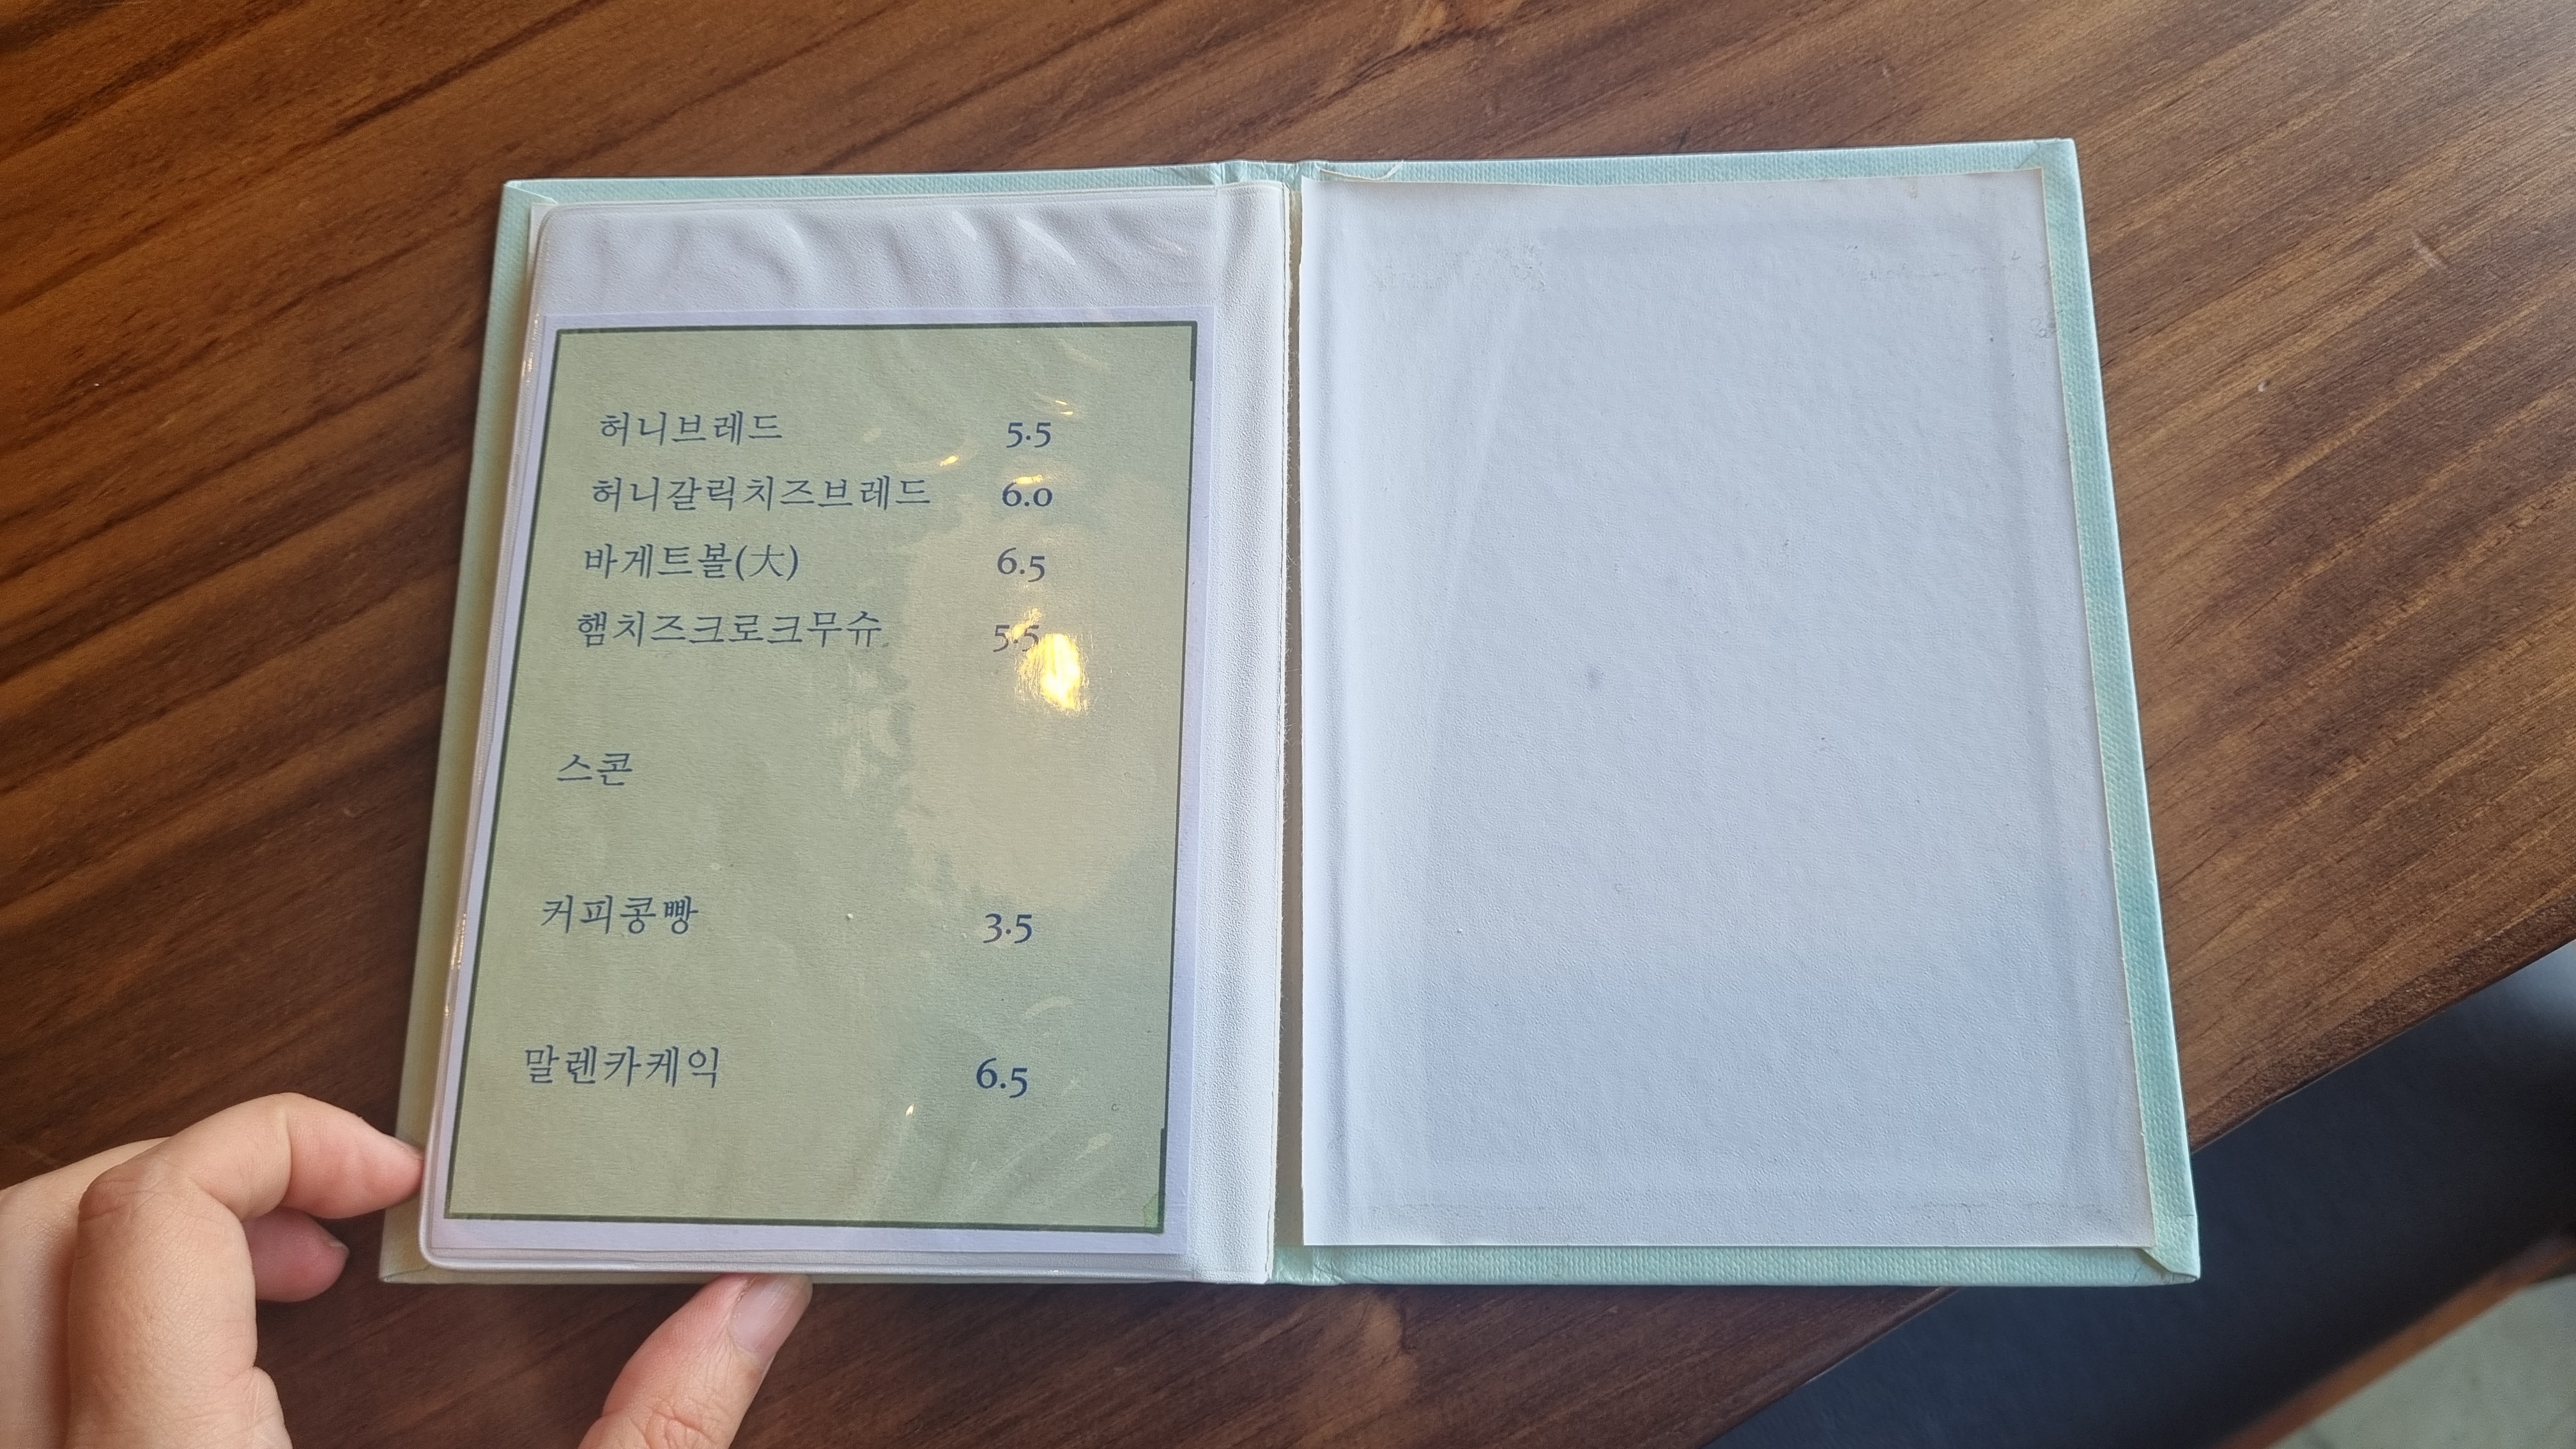 허니브레드 5.5
허니갈릭치즈브레드 6.0
바게트볼(大) 6.5
햄치즈크로크무슈 5.5
스콘
커피콩빵 3.5
말렌카케익 6.5